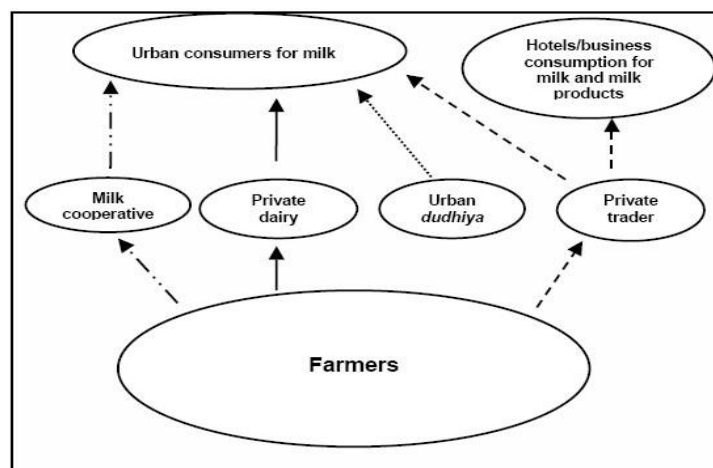 Urban consumers for milk
Hotels/business
consumption for
milk and milk
products
Milk
cooperative
Private
dairy
Urban
dudhiya
Private
trader
Farmers